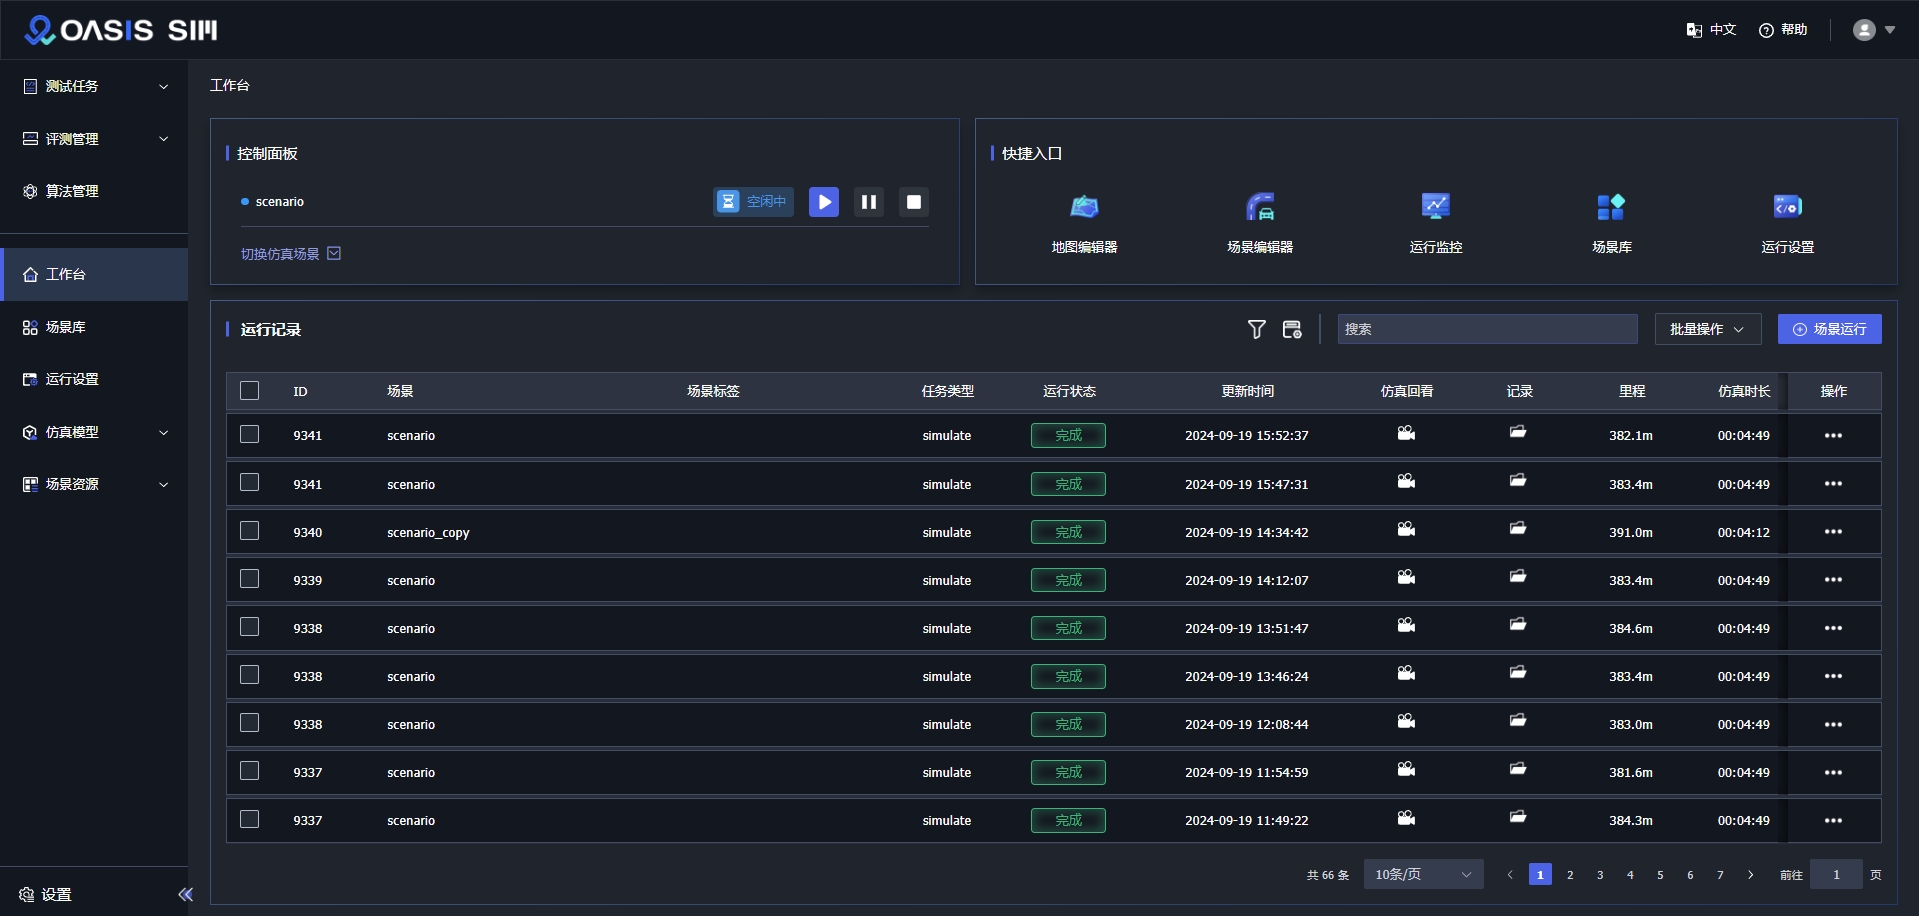 OASIS SIM 中文 帮助
测试任务
评测管理
算法管理
工作台
场景库
运行设置
仿真模型
场景资源
设置
工作台
控制面板
scenario 空闲中
切换仿真场景
快捷入口
地图编辑器 场景编辑器 运行监控 场景库 运行设置
运行记录 搜索 批量操作 场景运行
ID 场景 场景标签 任务类型 运行状态 更新时间 仿真回看 记录 里程 仿真时长 操作
9341 scenario simulate 完成 2024-09-19 15:52:37 382.1m 00:04:49
9341 scenario simulate 完成 2024-09-19 15:47:31 383.4m 00:04:49
9340 scenario_copy simulate 完成 2024-09-19 14:34:42 391.0m 00:04:12
9339 scenario simulate 完成 2024-09-19 14:12:07 383.4m 00:04:49
9338 scenario simulate 完成 2024-09-19 13:51:47 384.6m 00:04:49
9338 scenario simulate 完成 2024-09-19 13:46:24 383.4m 00:04:49
9338 scenario simulate 完成 2024-09-19 12:08:44 383.0m 00:04:49
9337 scenario simulate 完成 2024-09-19 11:54:59 381.6m 00:04:49
9337 scenario simulate 完成 2024-09-19 11:49:22 384.3m 00:04:49
共 66 条 10条/页 1 2 3 4 5 6 7 前往 1 页